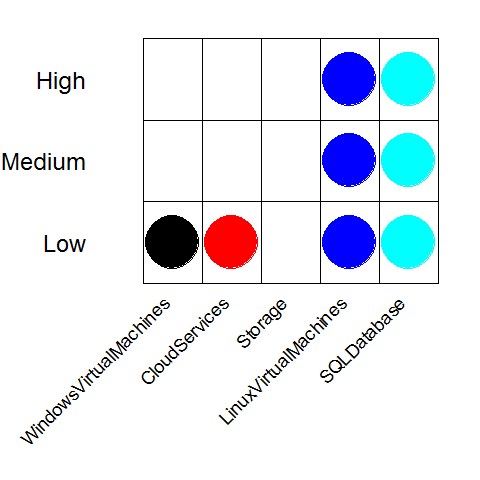 High
Medium
Low
WindowsVirtualMachines
CloudServices
Storage
LinuxVirtualMachines
SQLDatabase